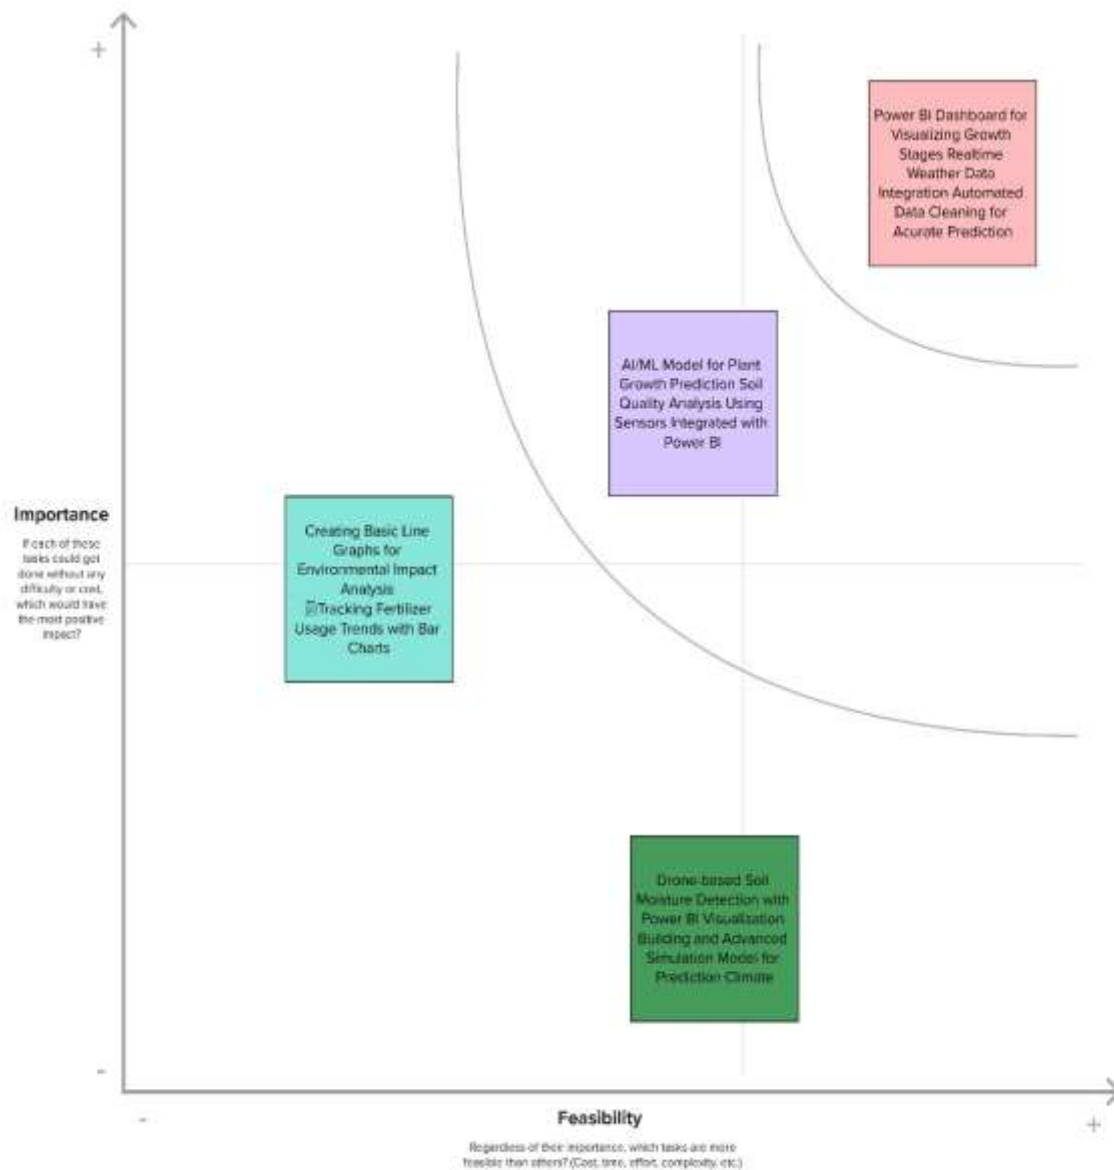 +
Power BI Dashboard for
Visualizing Growth
Stages Realtime
Weather Data
Integration Automated
Data Cleaning for
Acurate Prediction
AI/ML Model for Plant
Growth Prediction Soil
Quality Analysis Using
Sensors Integrated with
Power BI
Importance
If each of these
tasks could get
done without any
difficulty or cost,
which would have
the most positive
impact?
Creating Basic Line
Graphs for
Environmental Impact
Analysis
Tracking Fertilizer
Usage Trends with Bar
Charts
Drone-based Soil
Moisture Detection with
Power BI Visualization
Building and Advanced
Simulation Model for
Prediction Climate
-
-
Feasibility
+
Regardless of their importance, which tasks are more
feasible than others? (Cost, time, effort, complexity, etc.)